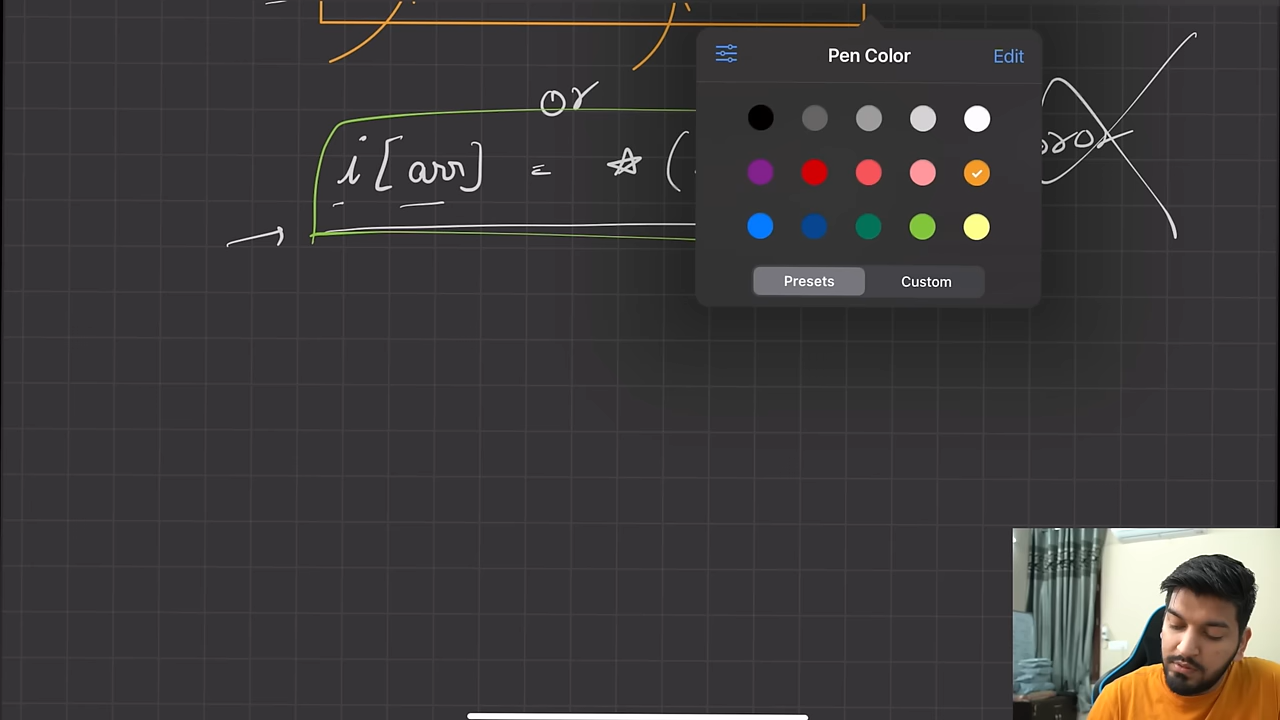 Pen Color Edit
or
i[arr] = * (
Presets Custom